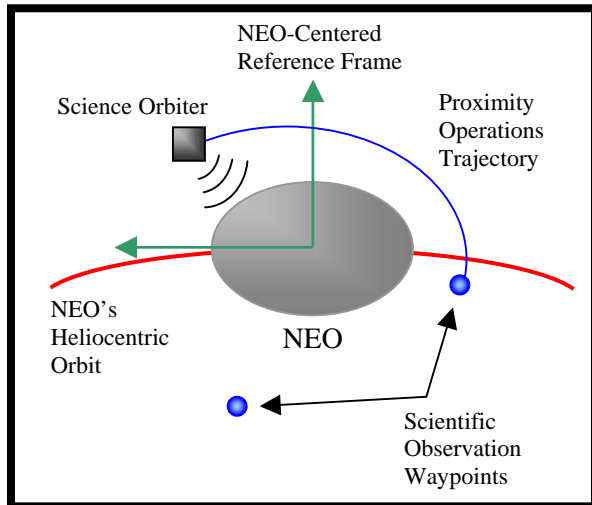 NEO-Centered
Reference Frame
Science Orbiter
Proximity
Operations
Trajectory
NEO's
Heliocentric
Orbit
NEO
Scientific
Observation
Waypoints